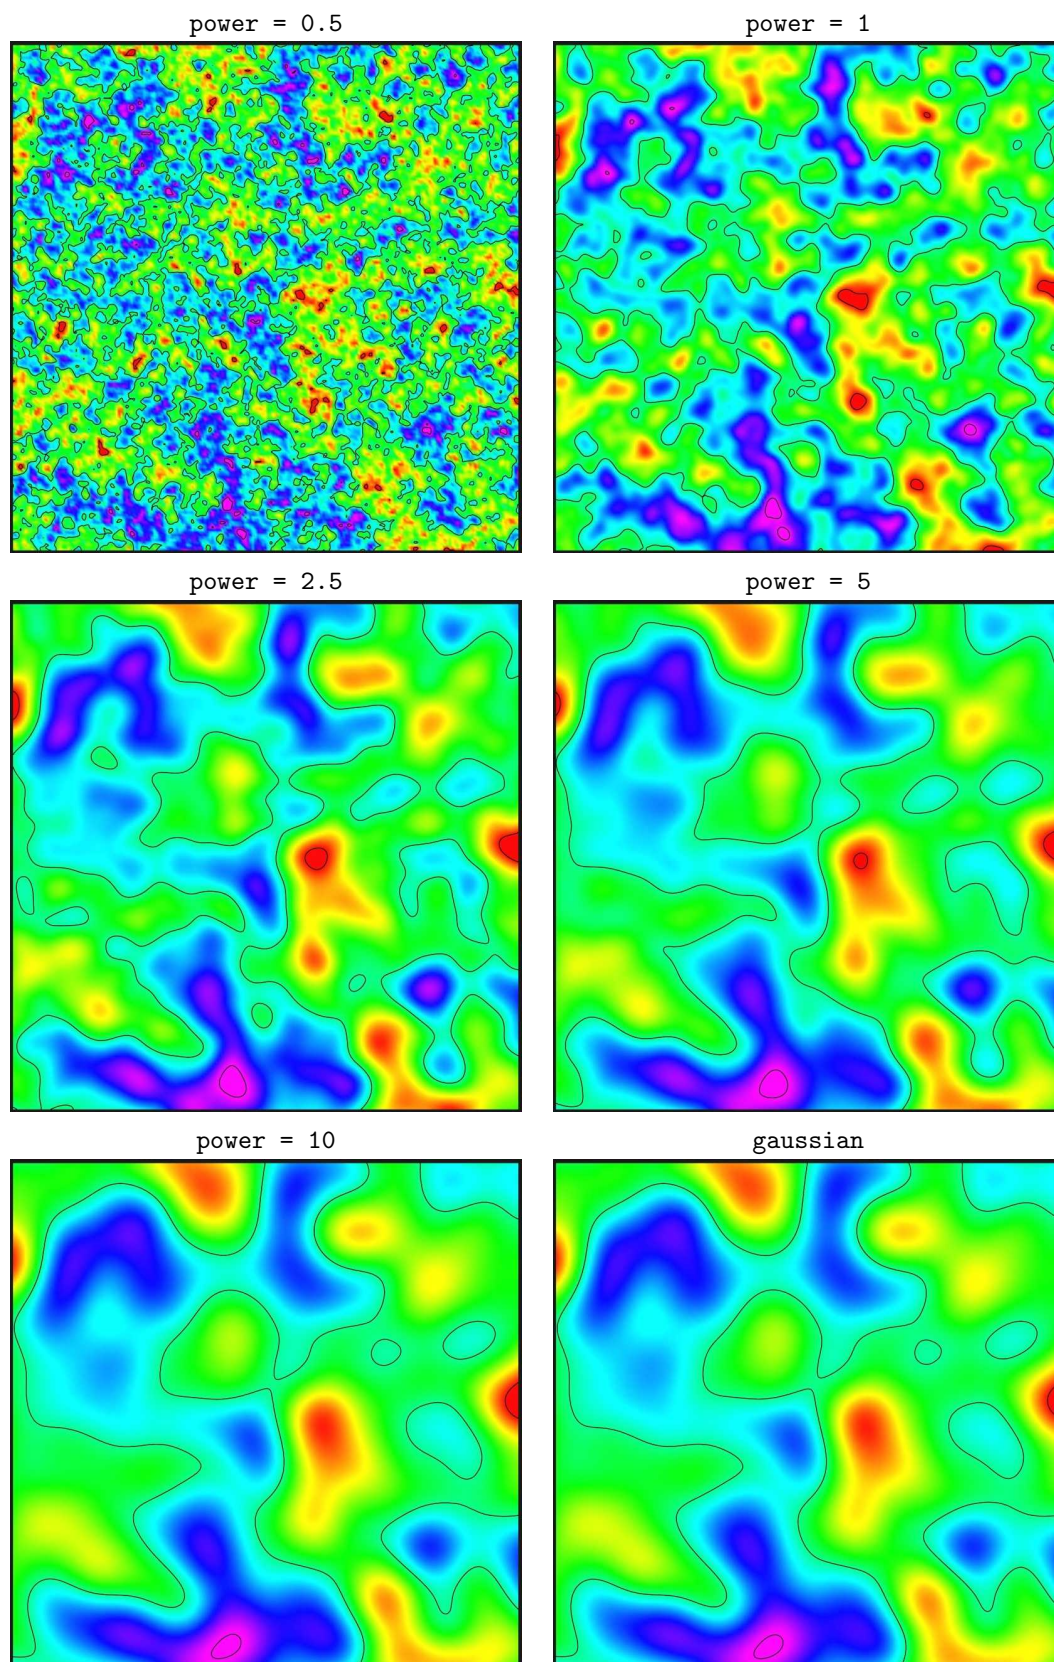 power = 0.5
power = 1
power = 2.5
power = 5
power = 10
gaussian